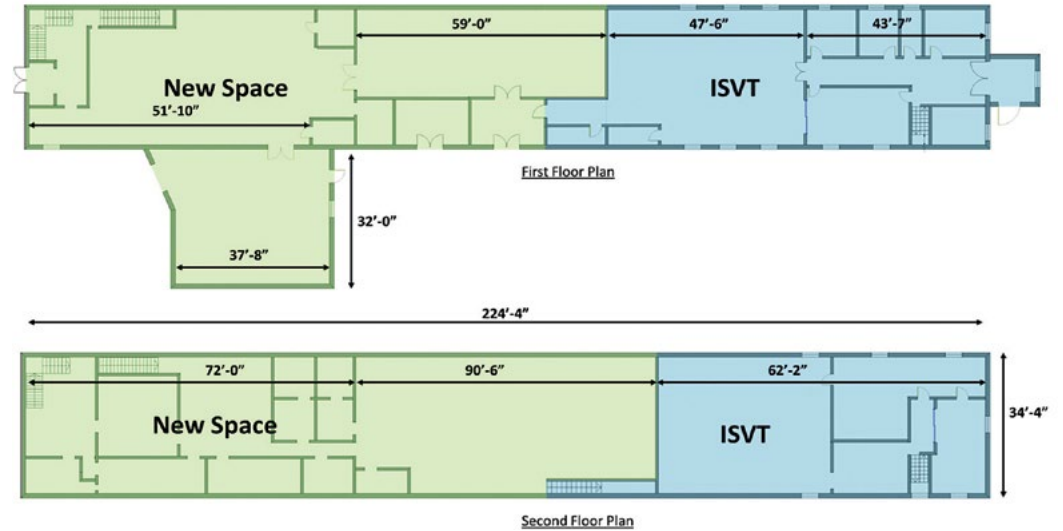 59’-0”
47’-6”
43’-7”
New Space
ISVT
51’-10”
First Floor Plan
32’-0”
37’-8”
224’-4”
72’-0”
90’-6”
62’-2”
34’-4”
New Space
ISVT
Second Floor Plan